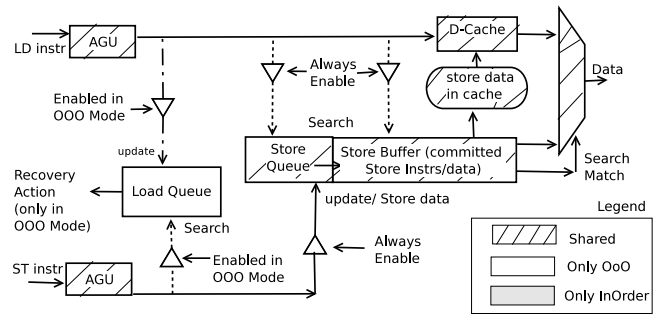 LD instr
AGU
D-Cache
Always
Enable
store data
in cache
Data
Enabled in
OOO Mode
Search
update
Store
Queue
Store Buffer (committed
Store Instrs/data)
Search
Match
Recovery
Action
(only in
OOO Mode)
Load Queue
update/ Store data
Search
Always
Enable
Enabled in
OOO Mode
ST instr
AGU
Legend
Shared
Only OoO
Only InOrder